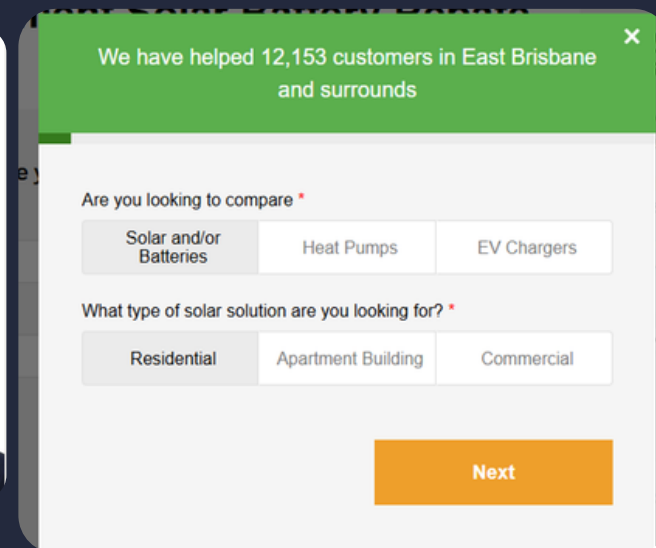 We have helped 12,153 customers in East Brisbane
and surrounds
×
Are you looking to compare *
Solar and/or
Batteries
Heat Pumps
EV Chargers
What type of solar solution are you looking for? *
Residential
Apartment Building
Commercial
Next